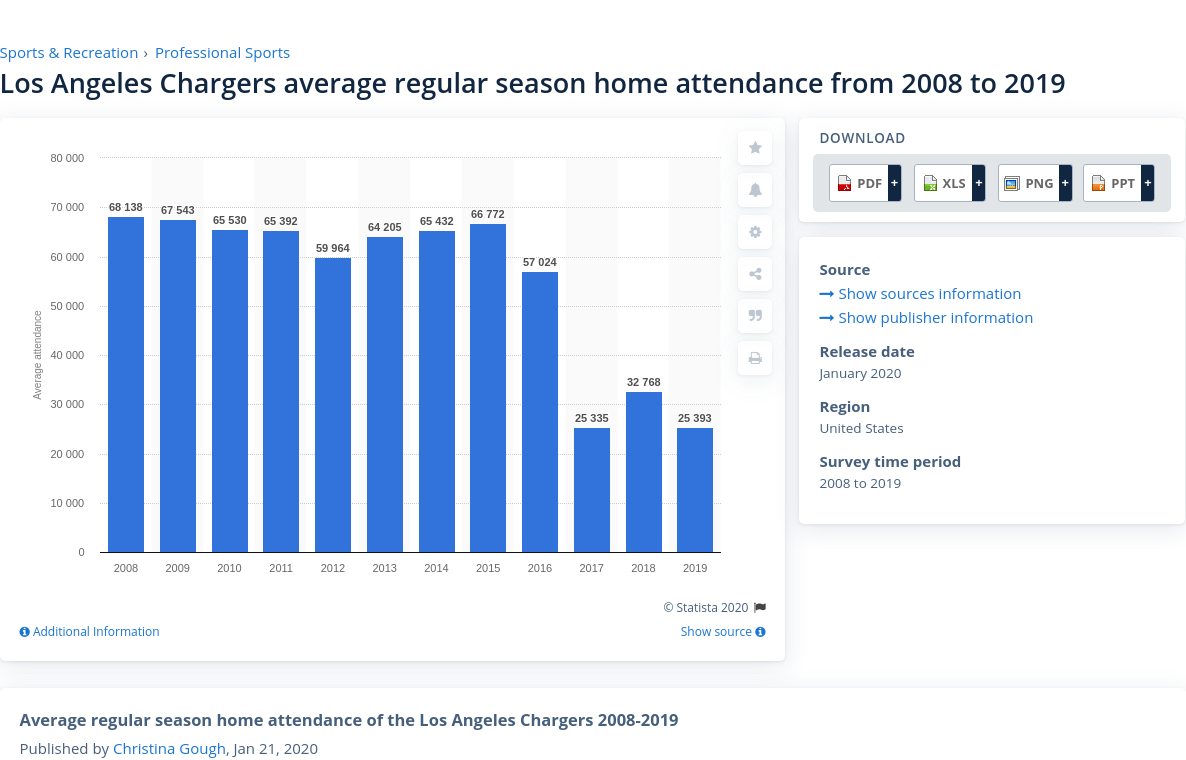 Sports & Recreation › Professional Sports
Los Angeles Chargers average regular season home attendance from 2008 to 2019
80 000
70 000
60 000
50 000
40 000
30 000
20 000
10 000
0
Average attendance
68 138
67 543
65 530
65 392
59 964
64 205
65 432
66 772
57 024
25 335
32 768
25 393
2008 2009 2010 2011 2012 2013 2014 2015 2016 2017 2018 2019
© Statista 2020
Additional Information
Show source
DOWNLOAD
PDF + XLS + PNG + PPT +
Source
Show sources information
Show publisher information
Release date
January 2020
Region
United States
Survey time period
2008 to 2019
Average regular season home attendance of the Los Angeles Chargers 2008-2019
Published by Christina Gough, Jan 21, 2020